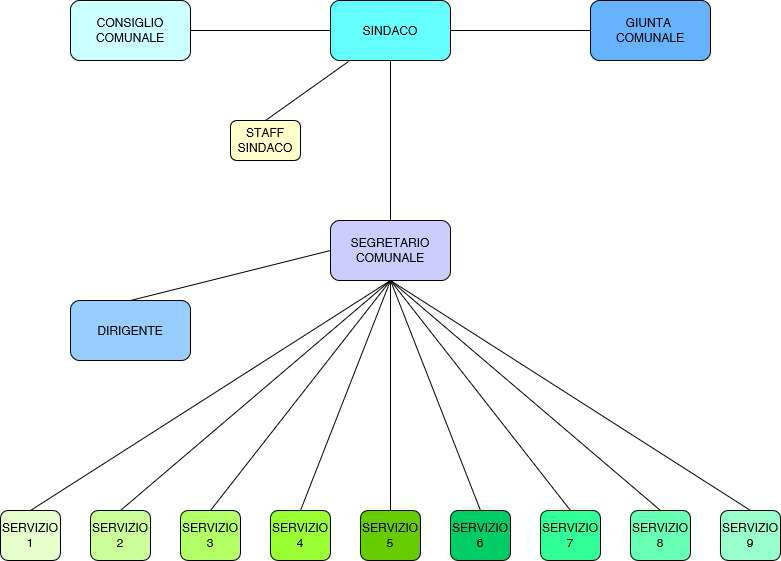 CONSIGLIO
COMUNALE
SINDACO
GIUNTA
COMUNALE
STAFF
SINDACO
SEGRETARIO
COMUNALE
DIRIGENTE
SERVIZIO
1
SERVIZIO
2
SERVIZIO
3
SERVIZIO
4
SERVIZIO
5
SERVIZIO
6
SERVIZIO
7
SERVIZIO
8
SERVIZIO
9